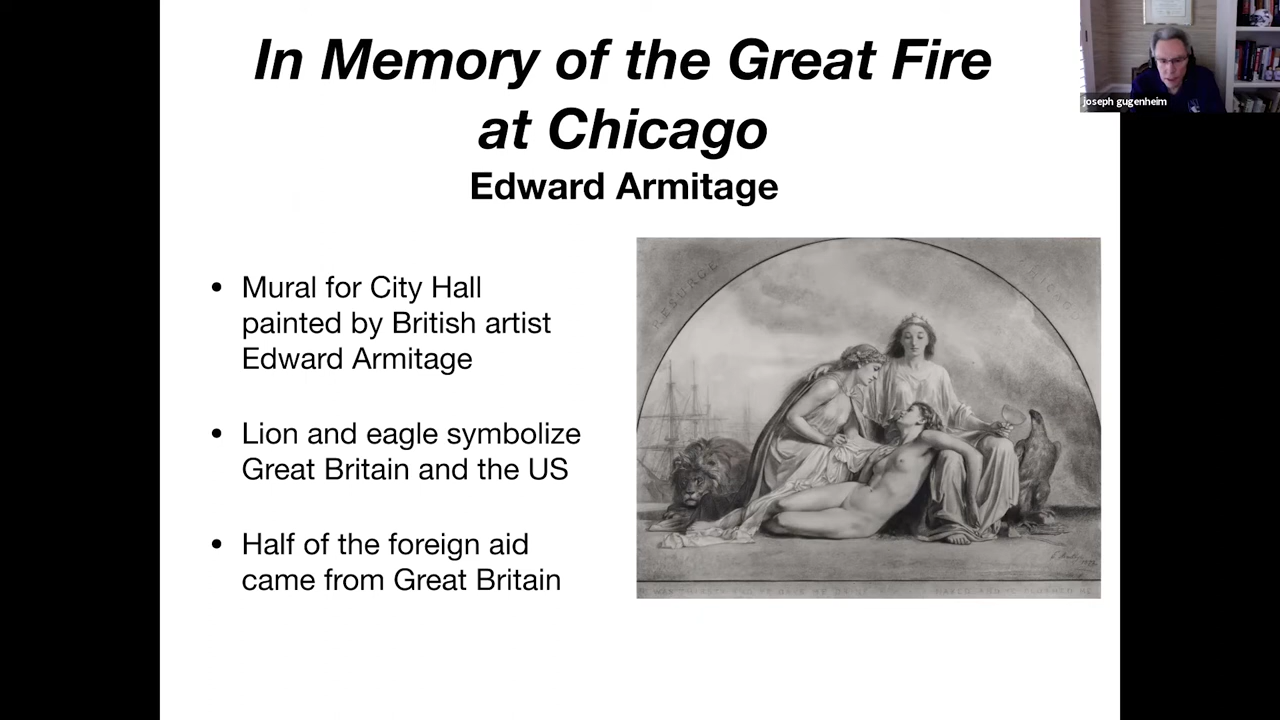 In Memory of the Great Fire
at Chicago
Edward Armitage
joseph gugenheim
• Mural for City Hall
painted by British artist
Edward Armitage
• Lion and eagle symbolize
Great Britain and the US
• Half of the foreign aid
came from Great Britain
RESURGE